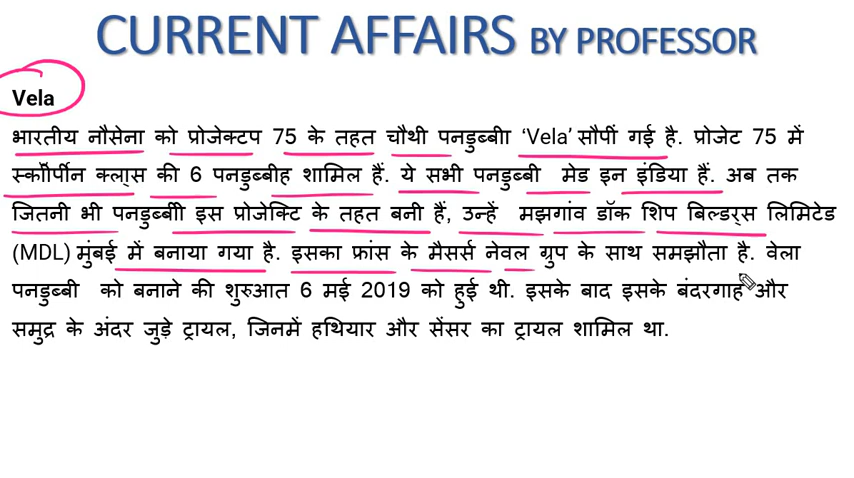 CURRENT AFFAIRS BY PROFESSOR
Vela
भारतीय नौसेना को प्रोजेक्टप 75 के तहत चौथी पनडुब्बीा ‘Vela’ सौपीं गई है. प्रोजेट 75 में
स्कोीर्पीन क्ला्स की 6 पनडुब्बीह शामिल हैं. ये सभी पनडुब्बी मेड इन इंडिया हैं. अब तक
जितनी भी पनडुब्बीी इस प्रोजेक्टि के तहत बनी हैं, उन्हें मझगांव डॉक शिप बिल्डर्स लिमिटेड
(MDL) मुंबई में बनाया गया है. इसका फ्रांस के मैसर्स नेवल ग्रुप के साथ समझौता है. वेला
पनडुब्बी को बनाने की शुरुआत 6 मई 2019 को हुई थी. इसके बाद इसके बंदरगाह और
समुद्र के अंदर जुड़े ट्रायल, जिनमें हथियार और सेंसर का ट्रायल शामिल था.